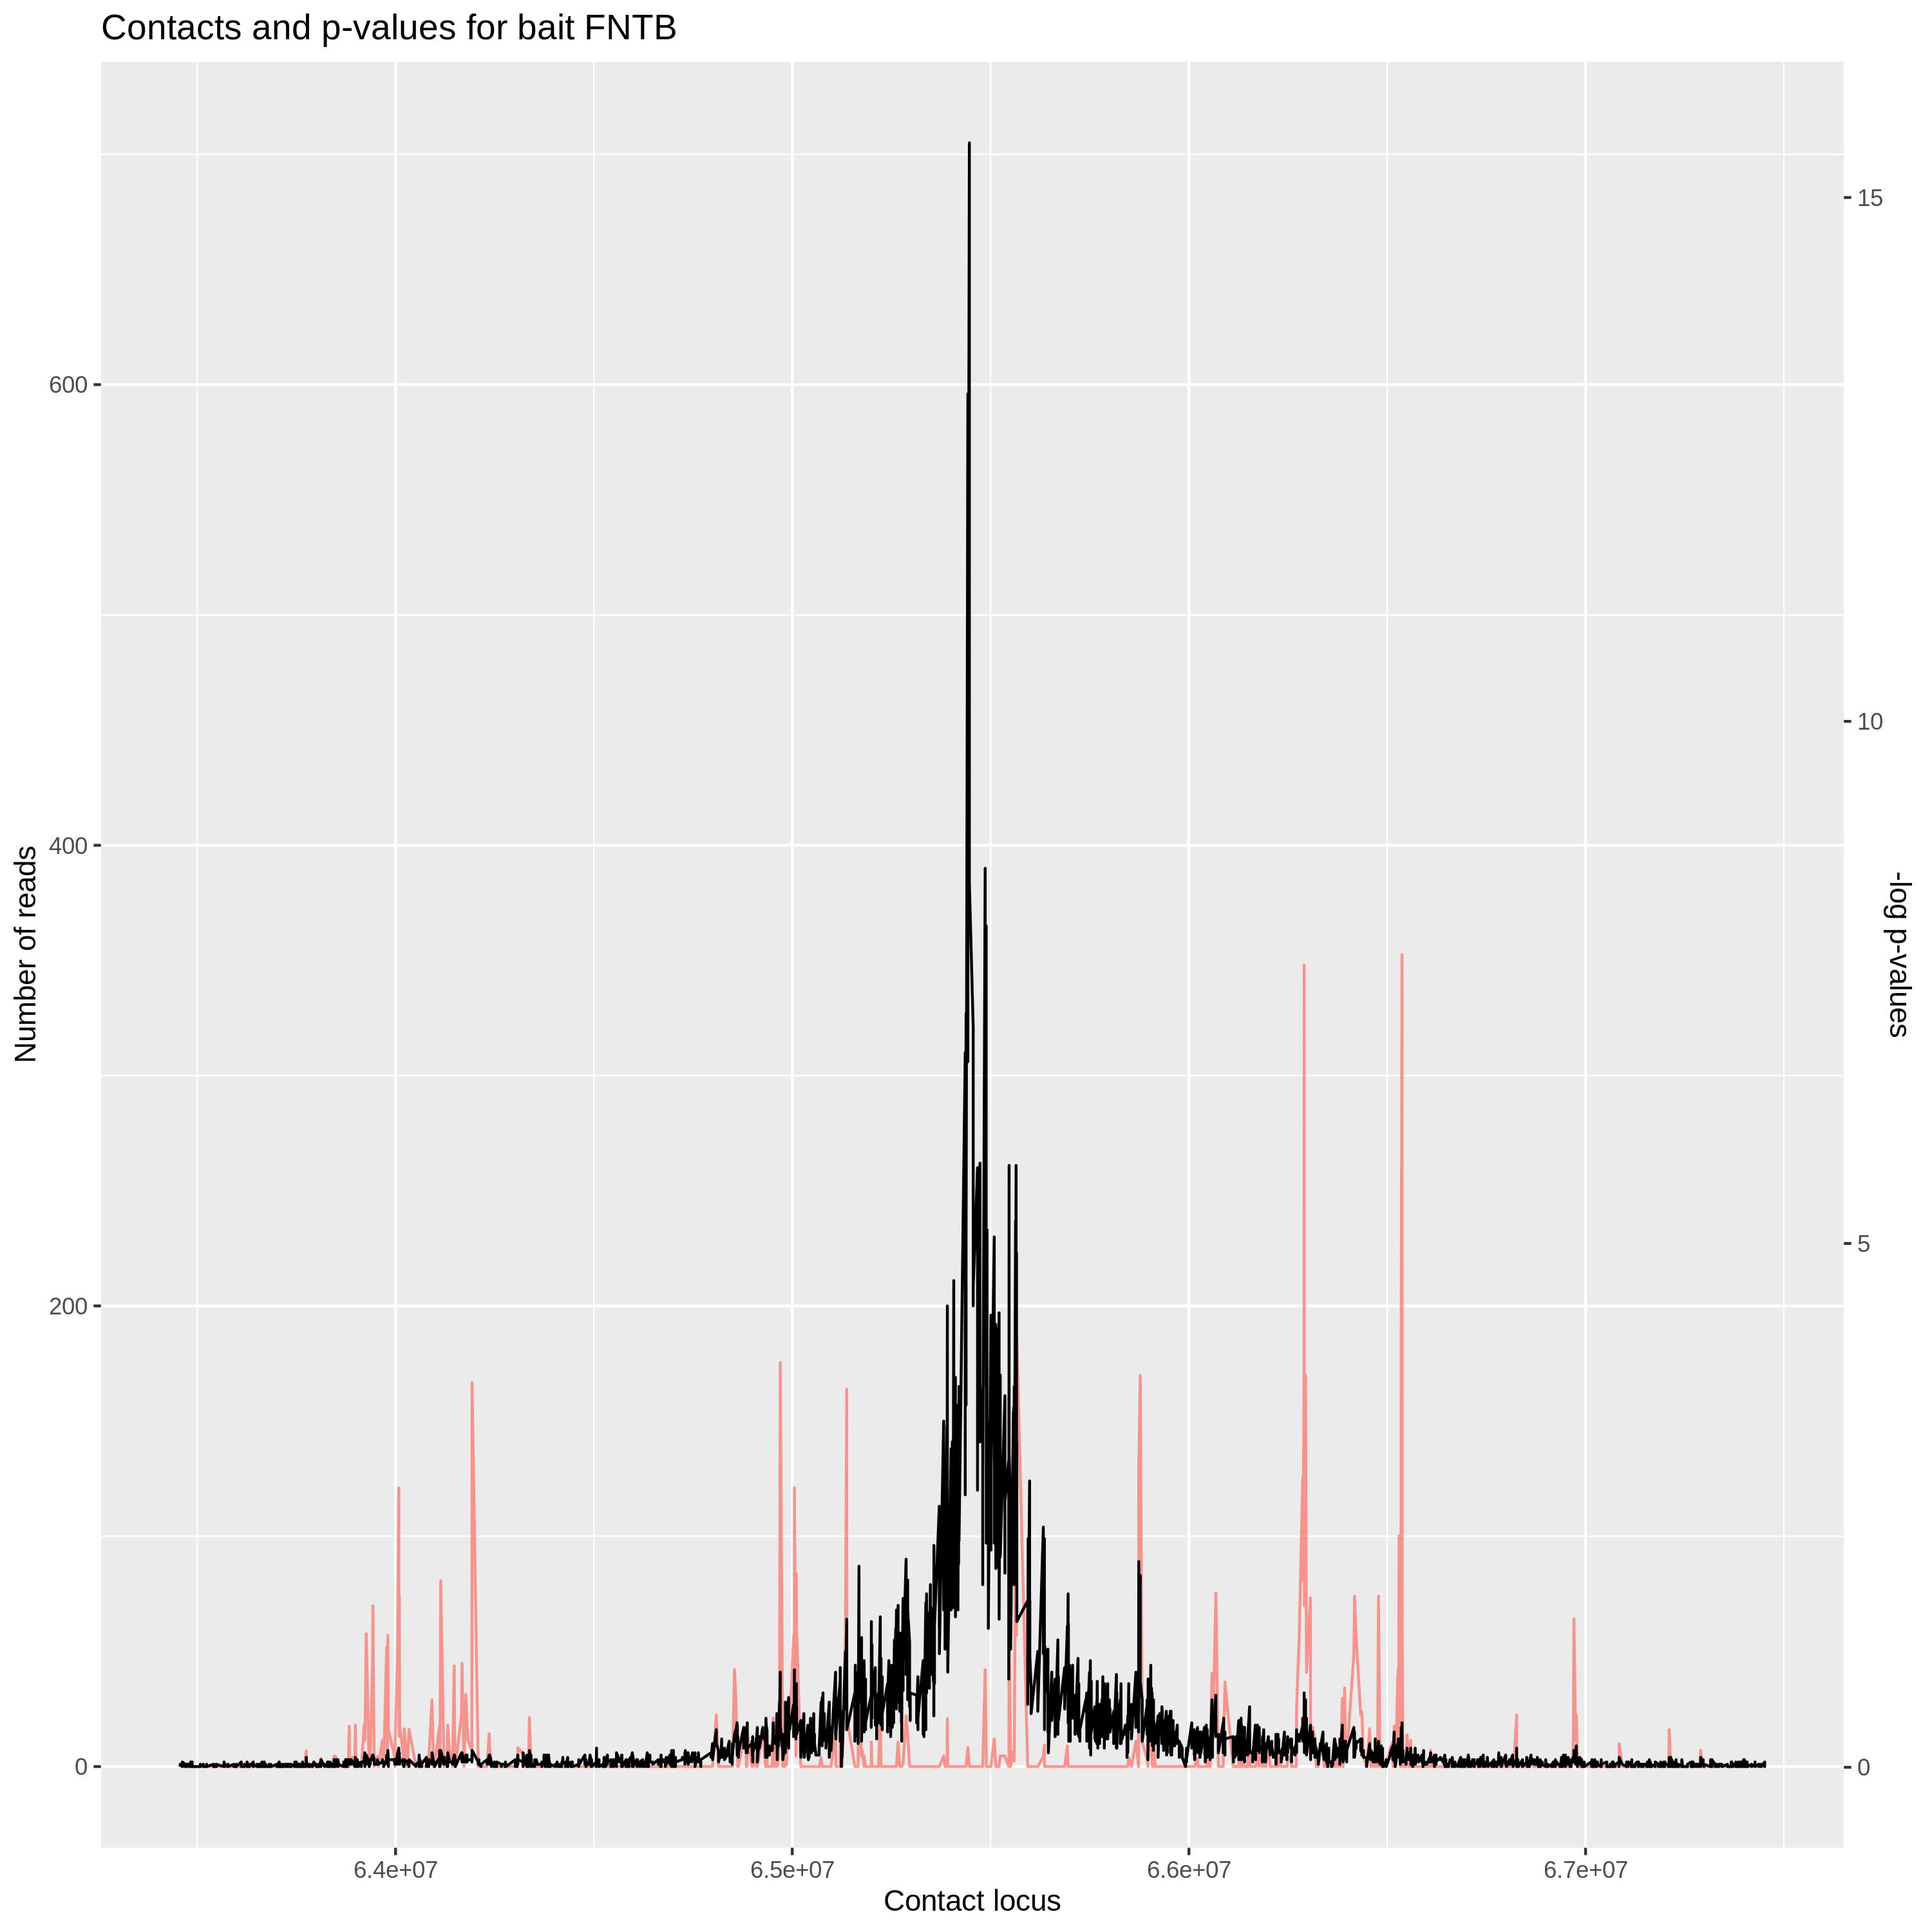 Contacts and p-values for bait FNTB
Number of reads
600
400
200
0
15
10
5
0
-log p-values
6.4e+07
6.5e+07
6.6e+07
6.7e+07
Contact locus